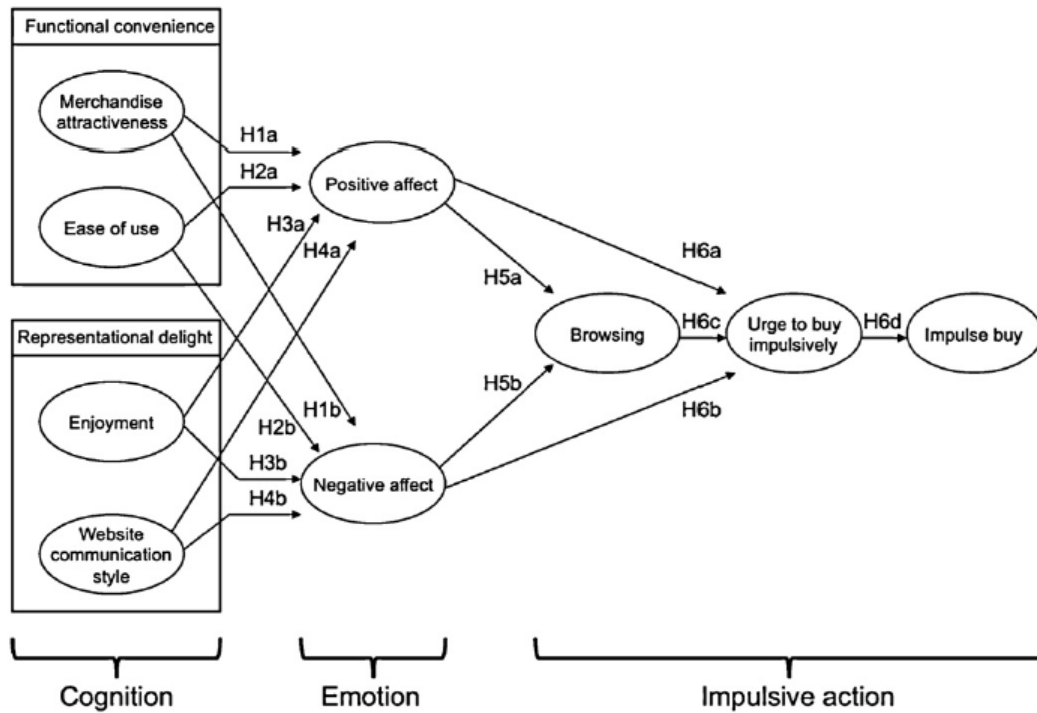 Functional convenience
Merchandise
attractiveness
Ease of use
Representational delight
Enjoyment
Website
communication
style
H1a
H2a
H3a
H4a
H1b
H2b
H3b
H4b
Positive affect
Negative affect
H5a
H5b
H6a
H6b
Browsing
H6c
Urge to buy
impulsively
H6d
Impulse buy
Cognition
Emotion
Impulsive action